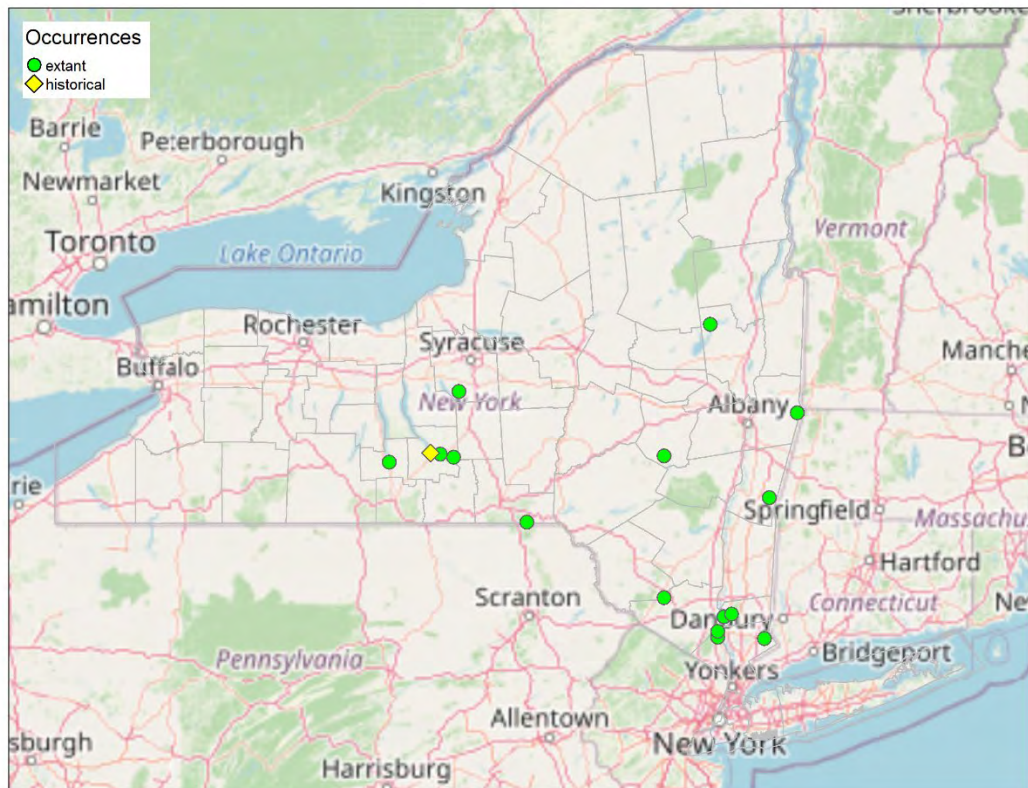 Sherbrooke
Occurrences
extant
historical
Barrie
Peterborough
Newmarket
Kingston
Toronto
Lake Ontario
Vermont
amilton
Rochester
Syracuse
Manche
Buffalo
New York
Albany
N
B
rie
Springfield
Massachu
Hartford
Scranton
Connecticut
Ne
Danbury
Bridgeport
Pennsylvania
Yonkers
Allentown
New York
sburgh
Harrisburg